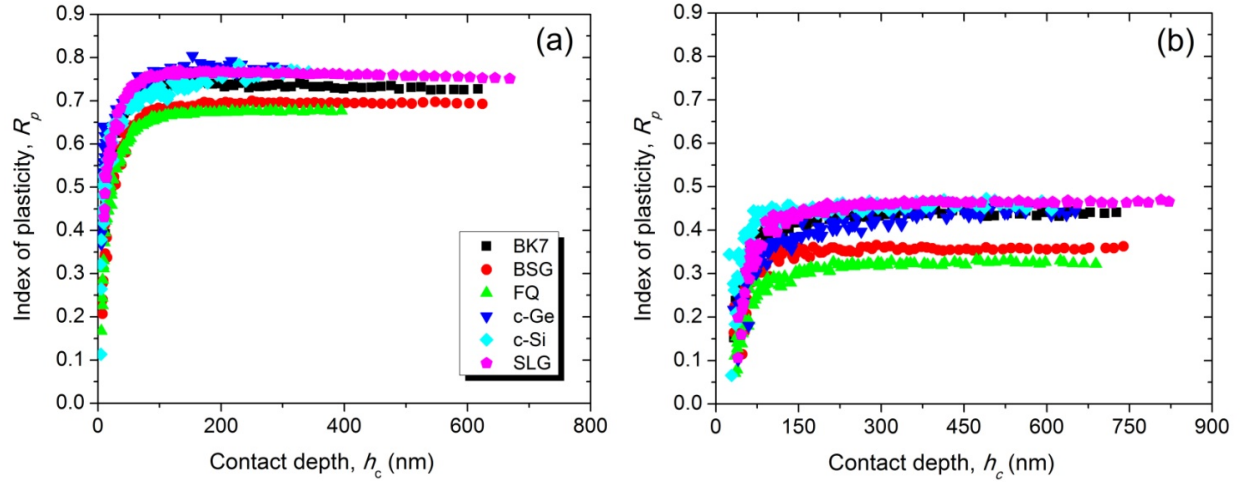 0.9
0.8
0.7
0.6
0.5
0.4
0.3
0.2
0.1
0.0
Index of plasticity, Rₚ
(a)
BK7
BSG
FQ
c-Ge
c-Si
SLG
0 200 400 600 800
Contact depth, h_c (nm)
0.9
0.8
0.7
0.6
0.5
0.4
0.3
0.2
0.1
0.0
Index of plasticity, Rₚ
(b)
0 150 300 450 600 750 900
Contact depth, h_c (nm)